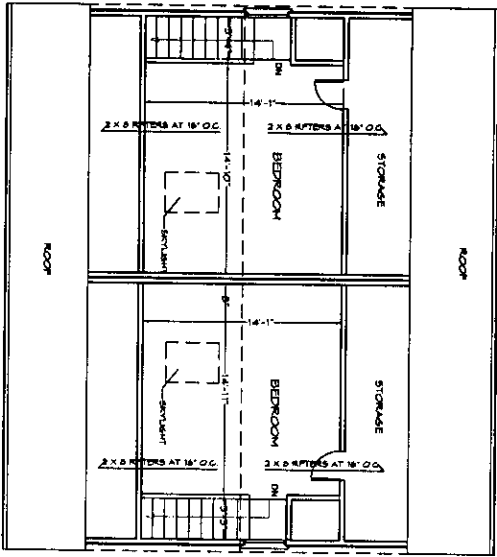 DN
14'-1"
2 X 8 RFTERS AT 16" O.C.
2 X 8 RFTERS AT 16" O.C.
BEDROOM
STORAGE
14'-10"
SKYLIGHT
ROOF
ROOF
14'-1"
BEDROOM
STORAGE
14'-11"
SKYLIGHT
2 X 8 RFTERS AT 16" O.C.
2 X 8 RFTERS AT 16" O.C.
DN
3'-3"